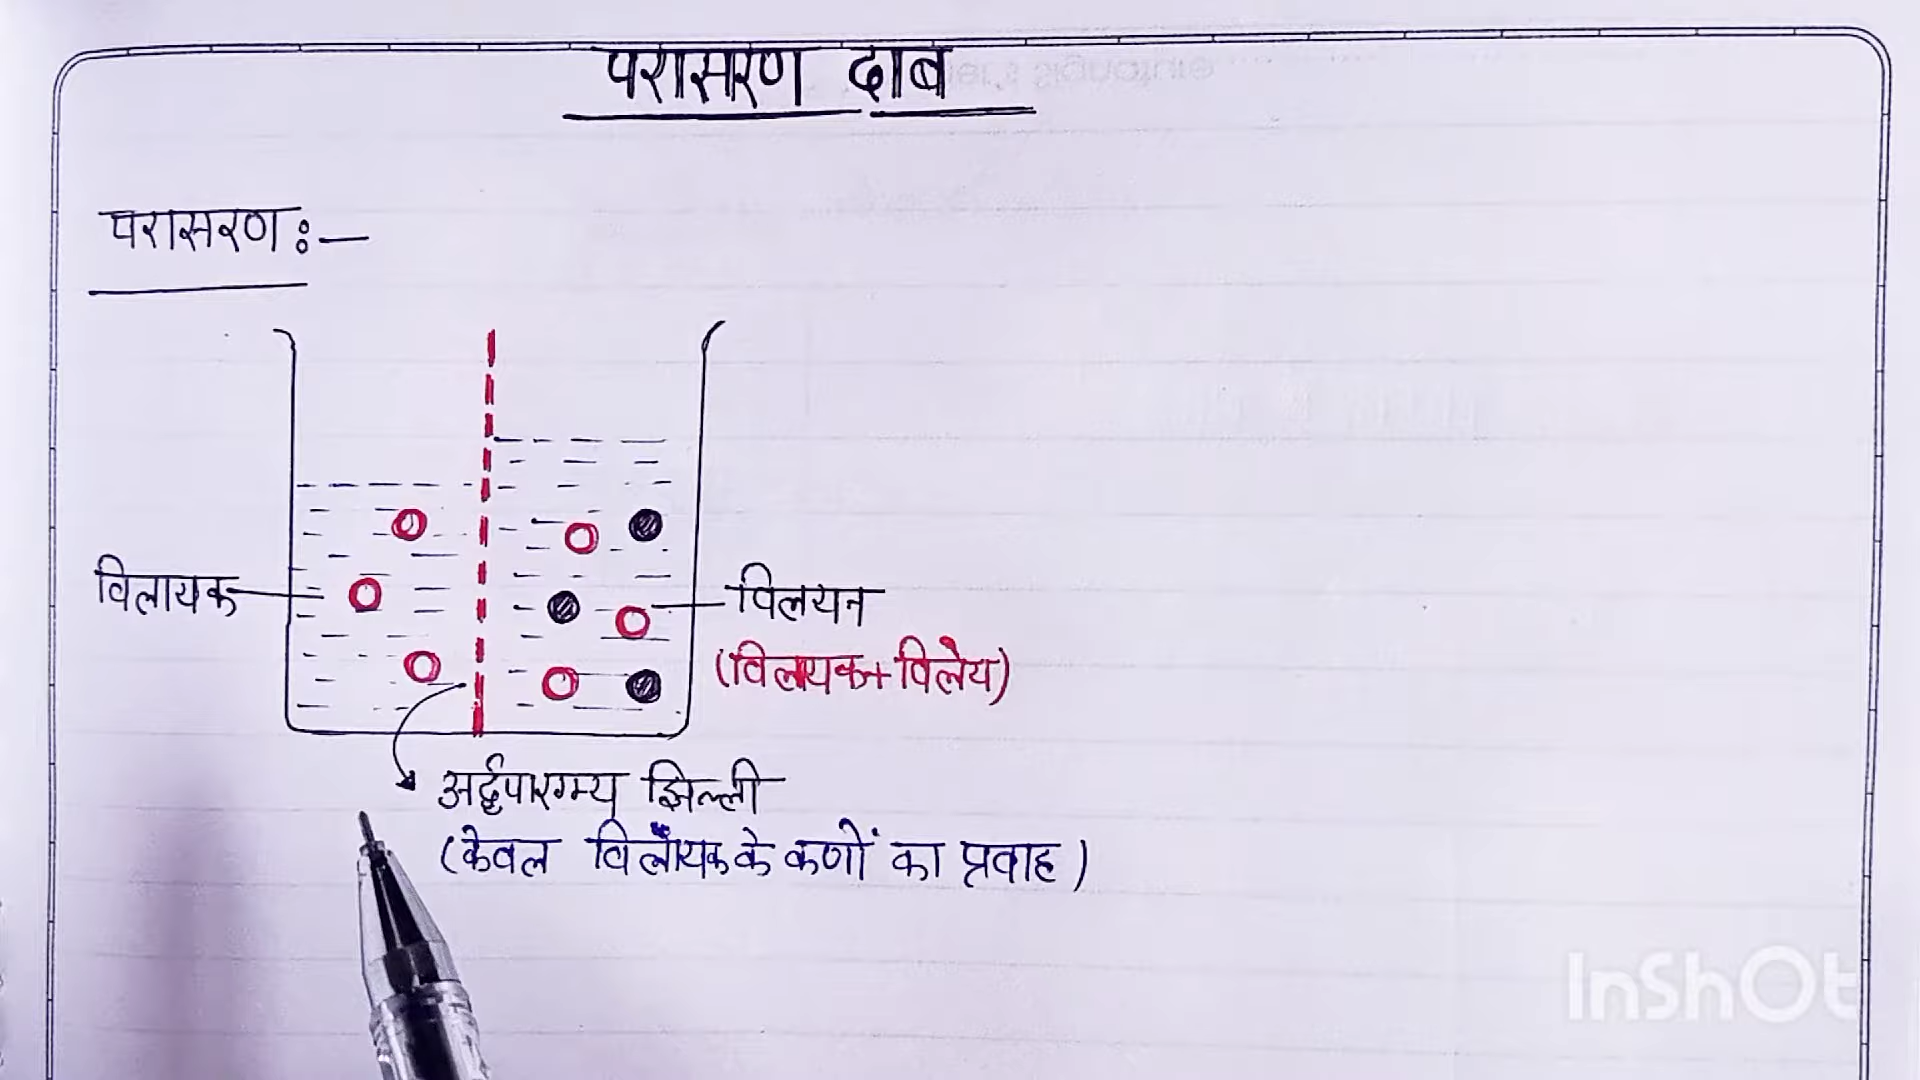 परासरण दाब
परासरण :-
विलायक
विलयन
(विलायक+विलेय)
अर्द्धपारगम्य झिल्ली
(केवल विलायक के कणों का प्रवाह)
InShOt